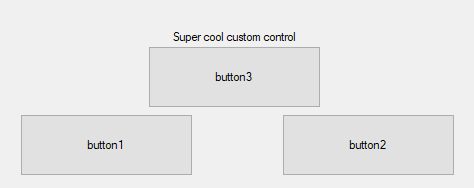 Super cool custom control
button3
button1
button2